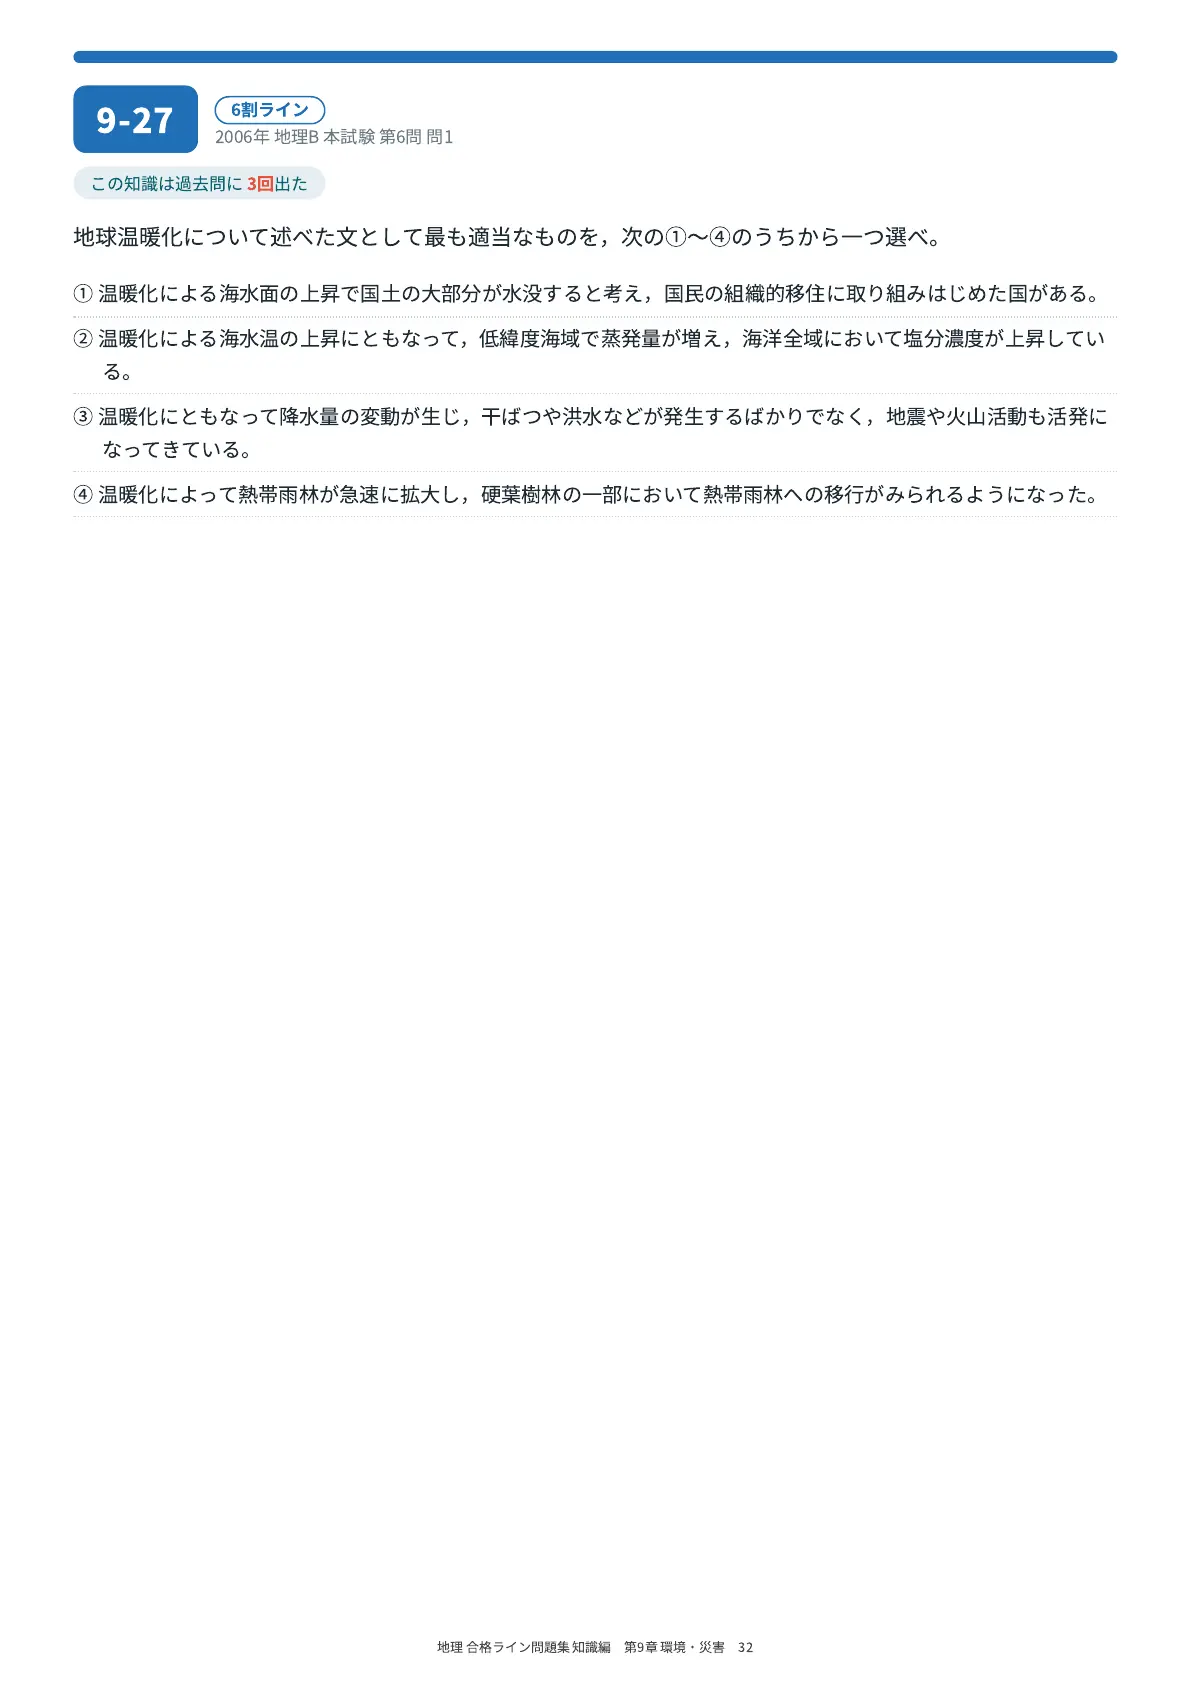 9-27
6割ライン
2006年 地理B 本試験 第6問 問1
この知識は過去問に 3回出た
地球温暖化について述べた文として最も適当なものを，次の①～④のうちから一つ選べ。
① 温暖化による海水面の上昇で国土の大部分が水没すると考え，国民の組織的移住に取り組みはじめた国がある。
② 温暖化による海水温の上昇にともなって，低緯度海域で蒸発量が増え，海洋全域において塩分濃度が上昇してい
る。
③ 温暖化にともなって降水量の変動が生じ，干ばつや洪水などが発生するばかりでなく，地震や火山活動も活発に
なってきている。
④ 温暖化によって熱帯雨林が急速に拡大し，硬葉樹林の一部において熱帯雨林への移行がみられるようになった。
地理 合格ライン問題集 知識編　第9章 環境・災害　32